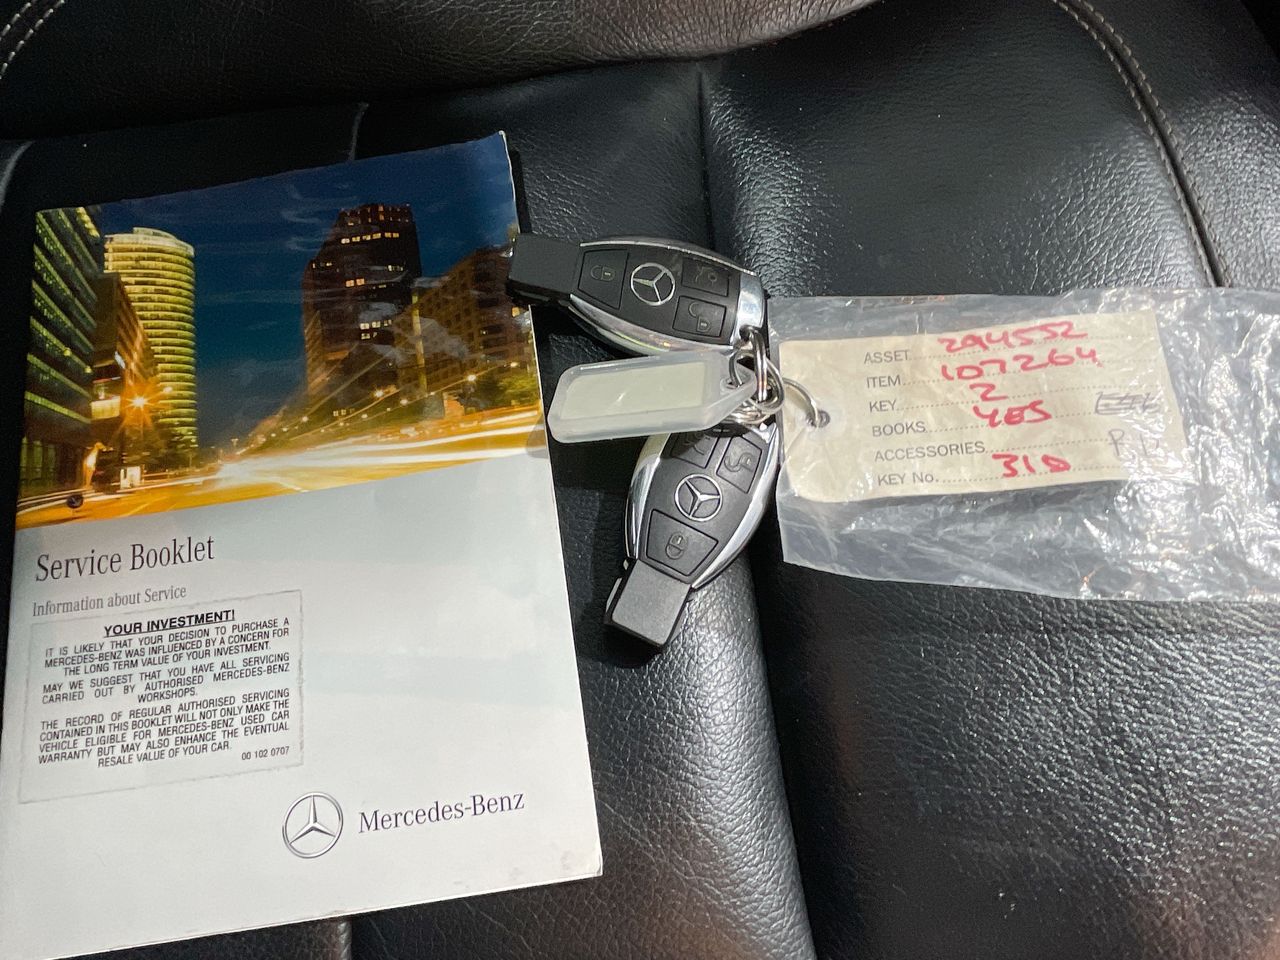 Service Booklet
Information about Service
YOUR INVESTMENT!
IT IS LIKELY THAT YOUR DECISION TO PURCHASE A
MERCEDES-BENZ WAS INFLUENCED BY A CONCERN FOR
THE LONG TERM VALUE OF YOUR INVESTMENT.
MAY WE SUGGEST THAT YOU HAVE ALL SERVICING
CARRIED OUT BY AUTHORISED MERCEDES-BENZ
WORKSHOPS.
THE RECORD OF REGULAR AUTHORISED SERVICING
CONTAINED IN THIS BOOKLET WILL NOT ONLY MAKE THE
VEHICLE ELIGIBLE FOR MERCEDES-BENZ USED CAR
WARRANTY BUT MAY ALSO ENHANCE THE EVENTUAL
RESALE VALUE OF YOUR CAR.
00 102 0707
Mercedes-Benz
ASSET 294552
ITEM 107264
KEY 2
BOOKS YES
ACCESSORIES
KEY No. 310